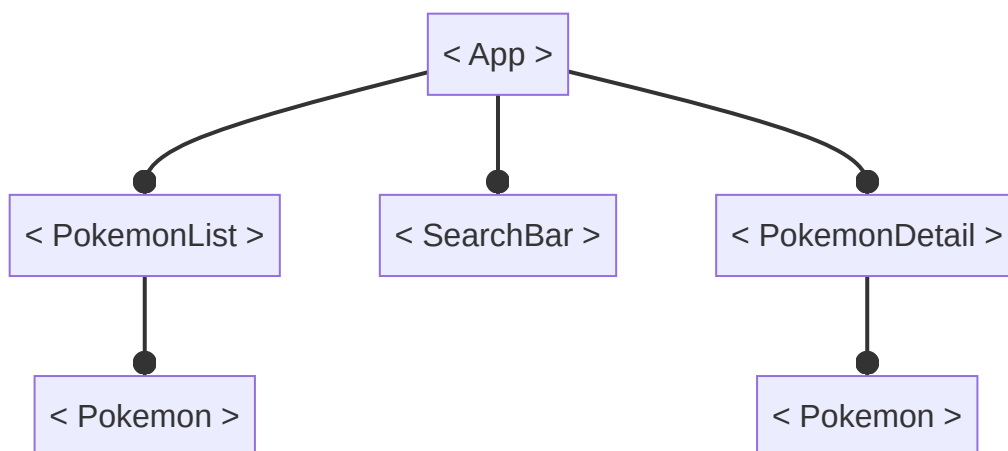 < App >
< PokemonList >
< SearchBar >
< PokemonDetail >
< Pokemon >
< Pokemon >